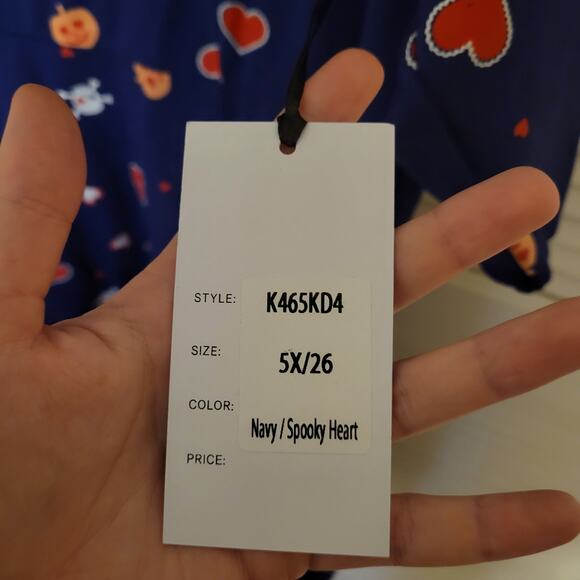 STYLE: K465KD4
SIZE: 5X/26
COLOR: Navy / Spooky Heart
PRICE: